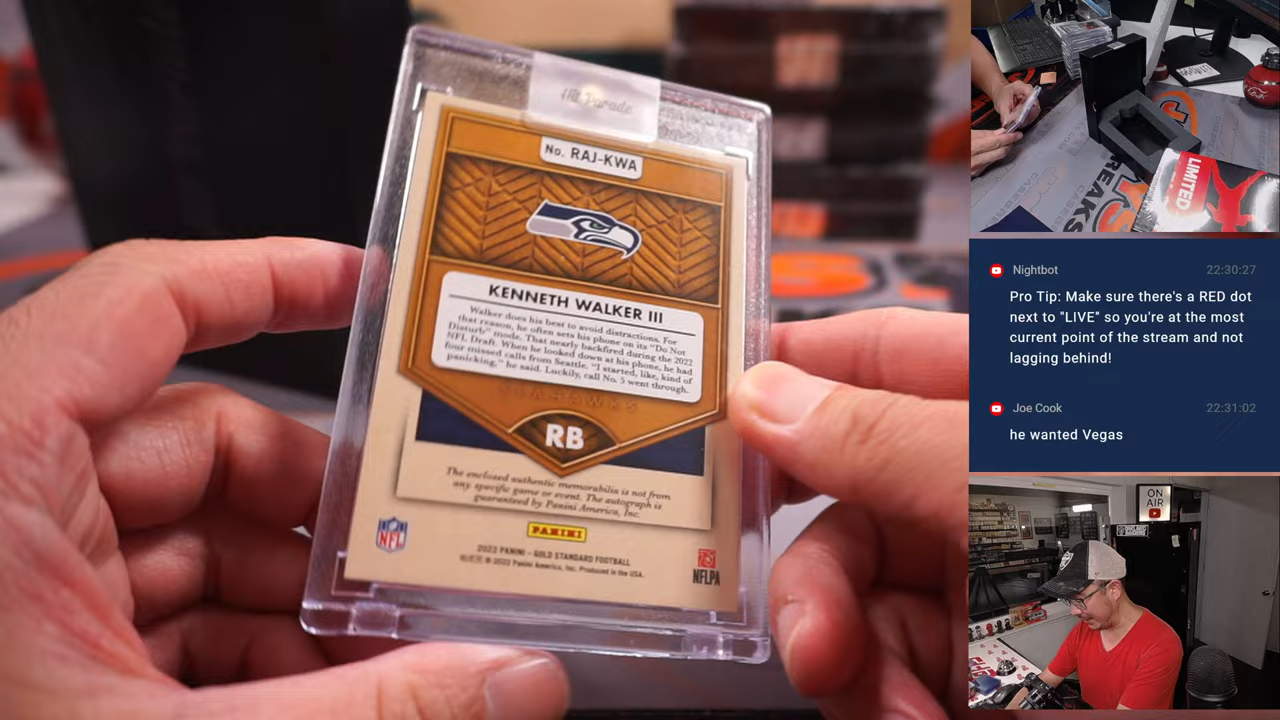 Hit Parade
No. RAJ-KWA
KENNETH WALKER III
Walker does his best to avoid distractions. For
that reason, he often sets his phone on its "Do Not
Disturb" mode. That nearly backfired during the 2022
NFL Draft. When he looked down at his phone, he had
four missed calls from Seattle. "I started, like, kind of
panicking," he said. Luckily, call No. 5 went through.
SEAHAWKS
RB
The enclosed authentic memorabilia is not from
any specific game or event. The autograph is
guaranteed by Panini America, Inc.
PANINI
NFL
2022 PANINI – GOLD STANDARD FOOTBALL
© 2022 Panini America, Inc. Produced in the USA.
NFLPA
LIMITED
BREAKS
Nightbot 22:30:27
Pro Tip: Make sure there's a RED dot
next to "LIVE" so you're at the most
current point of the stream and not
lagging behind!
Joe Cook 22:31:02
he wanted Vegas
ON
AIR